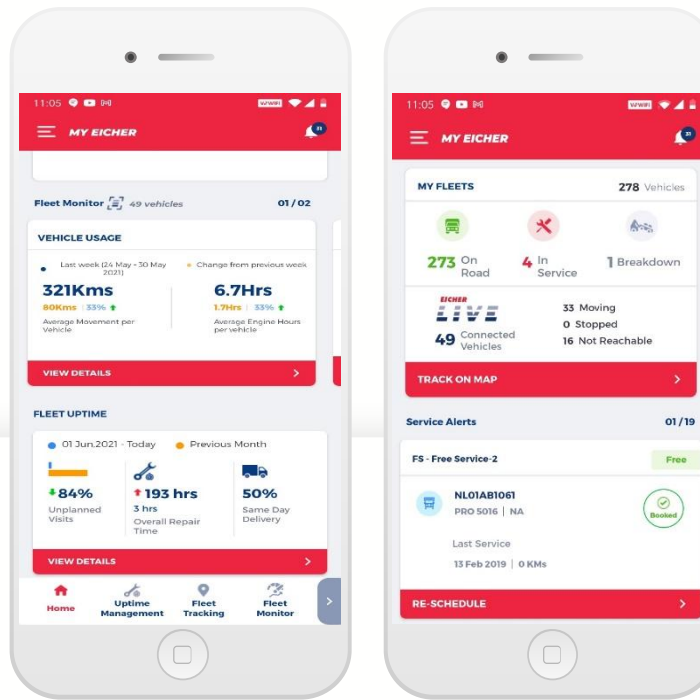 11:05
VoWIFI
MY EICHER
31
Fleet Monitor 49 vehicles 01/02
VEHICLE USAGE
Last week (24 May - 30 May 2021)
Change from previous week
321Kms
80Kms | 33%
Average Movement per Vehicle
6.7Hrs
1.7Hrs | 33%
Average Engine Hours per vehicle
VIEW DETAILS
FLEET UPTIME
01 Jun,2021 - Today
Previous Month
84%
Unplanned
Visits
193 hrs
3 hrs
Overall Repair
Time
50%
Same Day
Delivery
VIEW DETAILS
Home
Uptime
Management
Fleet
Tracking
Fleet
Monitor
11:05
MY EICHER
31
MY FLEETS
278 Vehicles
273 On
Road
4 In
Service
1 Breakdown
EICHER
LIVE
49 Connected
Vehicles
33 Moving
0 Stopped
16 Not Reachable
TRACK ON MAP
Service Alerts 01/19
FS - Free Service-2
Free
NL01AB1061
PRO 5016 | NA
Booked
Last Service
13 Feb 2019 | 0 KMs
RE-SCHEDULE